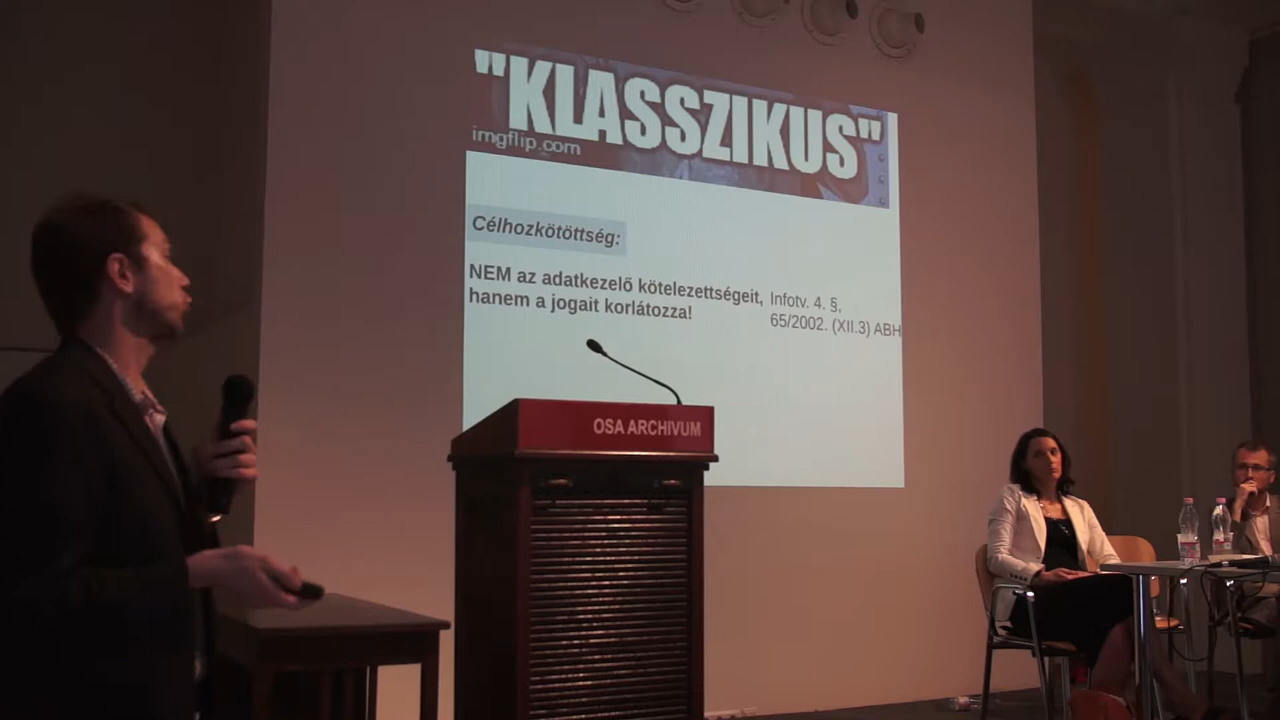 "KLASSZIKUS"
imgflip.com
Célhozkötöttség:
NEM az adatkezelő kötelezettségeit,
hanem a jogait korlátozza!
Infotv. 4. §,
65/2002. (XII.3) ABH
OSA ARCHIVUM